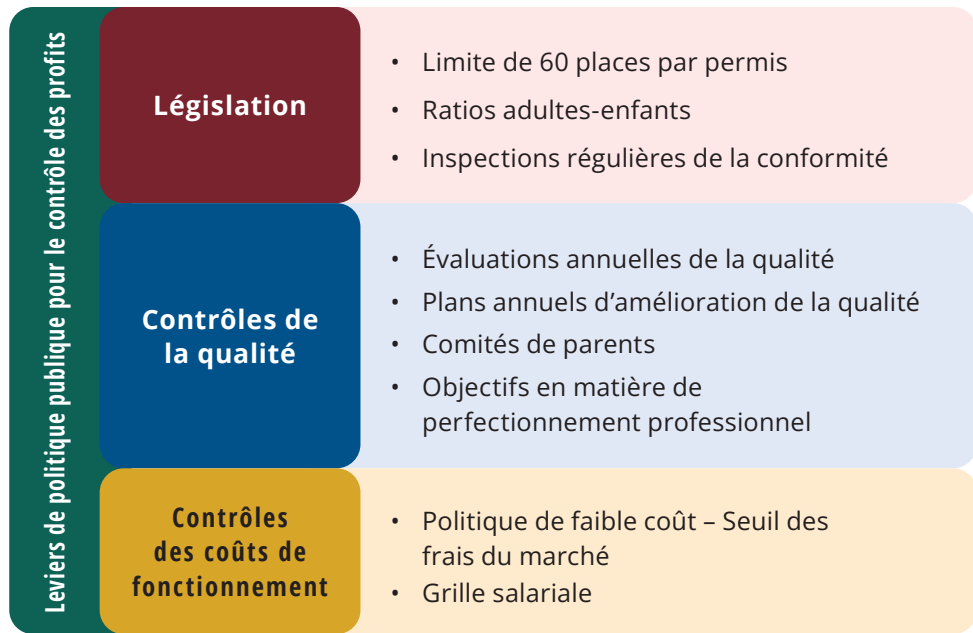 Leviers de politique publique pour le contrôle des profits
Législation
• Limite de 60 places par permis
• Ratios adultes-enfants
• Inspections régulières de la conformité
Contrôles de
la qualité
• Évaluations annuelles de la qualité
• Plans annuels d’amélioration de la qualité
• Comités de parents
• Objectifs en matière de
perfectionnement professionnel
Contrôles
des coûts de
fonctionnement
• Politique de faible coût – Seuil des
frais du marché
• Grille salariale